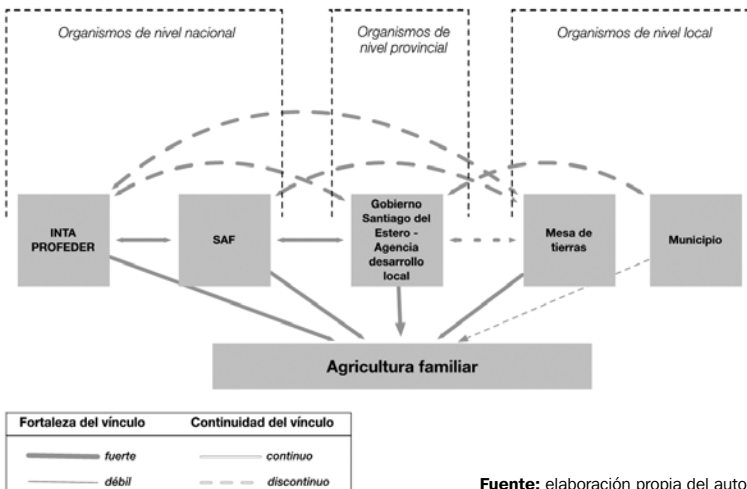 Organismos de nivel nacional
Organismos de
nivel provincial
Organismos de nivel local
INTA
PROFEDER
SAF
Gobierno
Santiago del
Estero -
Agencia
desarrollo
local
Mesa de
tierras
Municipio
Agricultura familiar
Fortaleza del vínculo
Continuidad del vínculo
fuerte
continuo
débil
discontinuo
Fuente: elaboración propia del auto